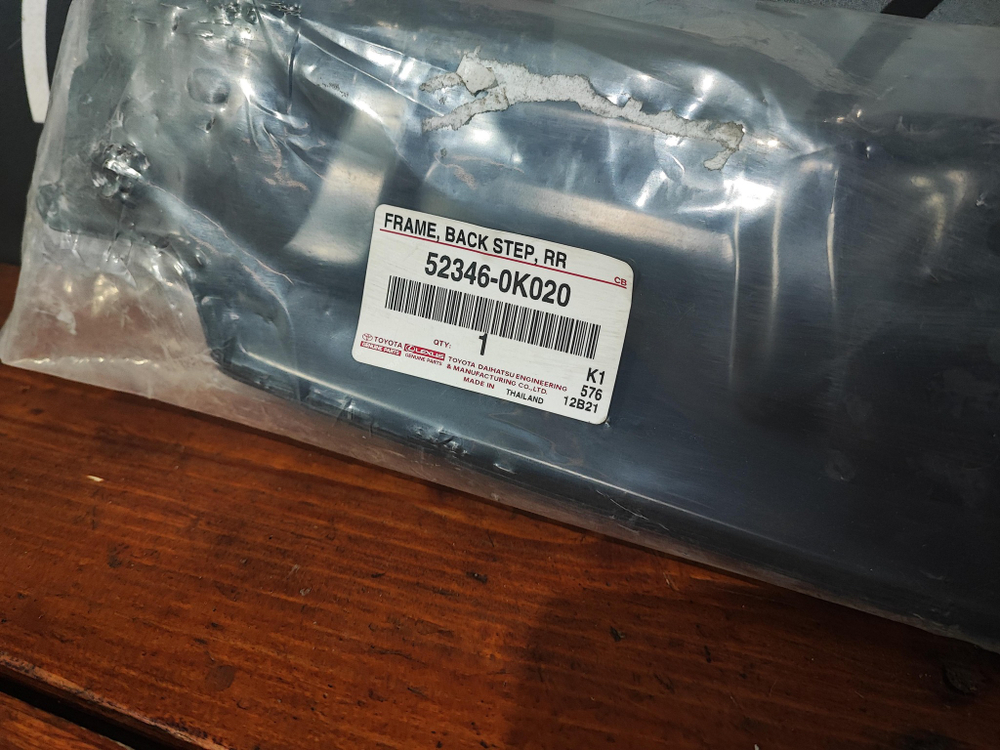 FRAME, BACK STEP, RR
CB
52346-0K020
QTY: 1
TOYOTA
GENUINE PARTS
LEXUS
GENUINE PARTS
TOYOTA DAIHATSU ENGINEERING
& MANUFACTURING CO.,LTD.
MADE IN THAILAND
K1
576
12B21